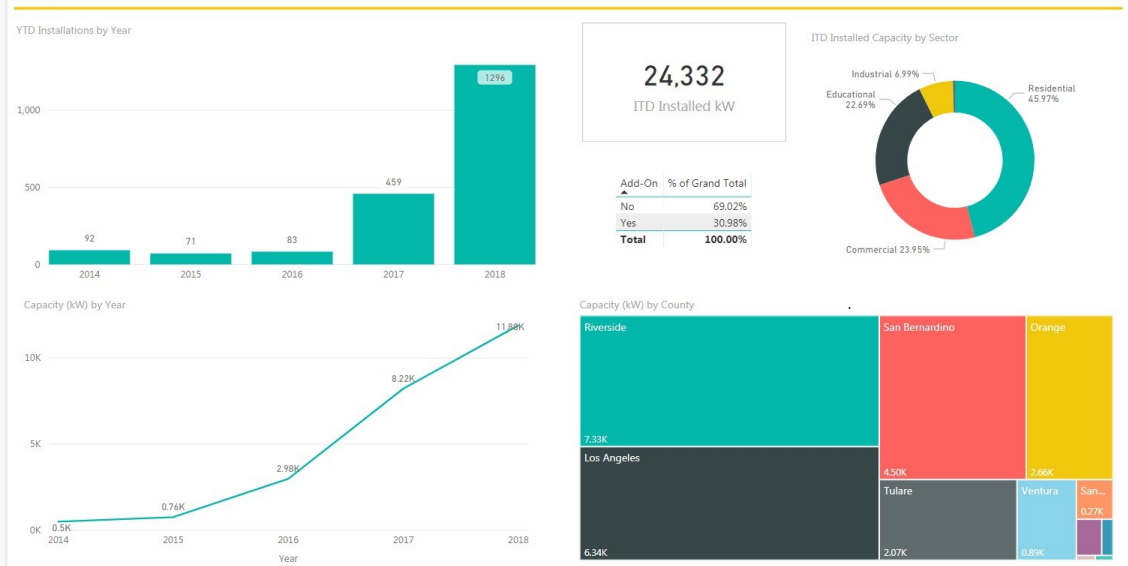 YTD Installations by Year
1,000
500
0
92
71
83
459
1296
2014
2015
2016
2017
2018
24,332
ITD Installed kW
Add-On % of Grand Total
No 69.02%
Yes 30.98%
Total 100.00%
ITD Installed Capacity by Sector
Industrial 6.99%
Educational
22.69%
Residential
45.97%
Commercial 23.95%
Capacity (kW) by Year
10K
5K
0K
0.5K
0.76K
2.98K
8.22K
11.88K
2014
2015
2016
2017
2018
Year
Capacity (kW) by County
Riverside
7.33K
Los Angeles
6.34K
San Bernardino
4.50K
Orange
2.66K
Tulare
2.07K
Ventura
0.89K
San...
0.27K